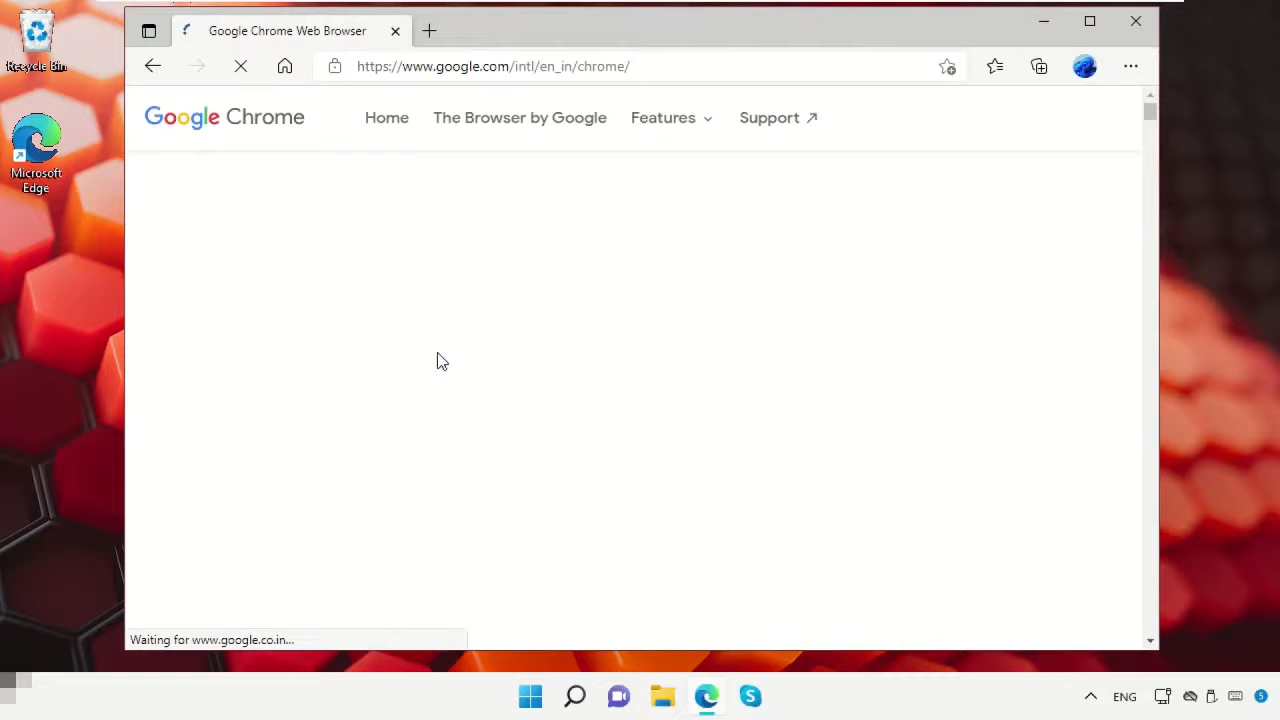 Recycle Bin
Microsoft
Edge
Google Chrome Web Browser
https://www.google.com/intl/en_in/chrome/
Google Chrome
Home
The Browser by Google
Features
Support
Waiting for www.google.co.in...
ENG
5